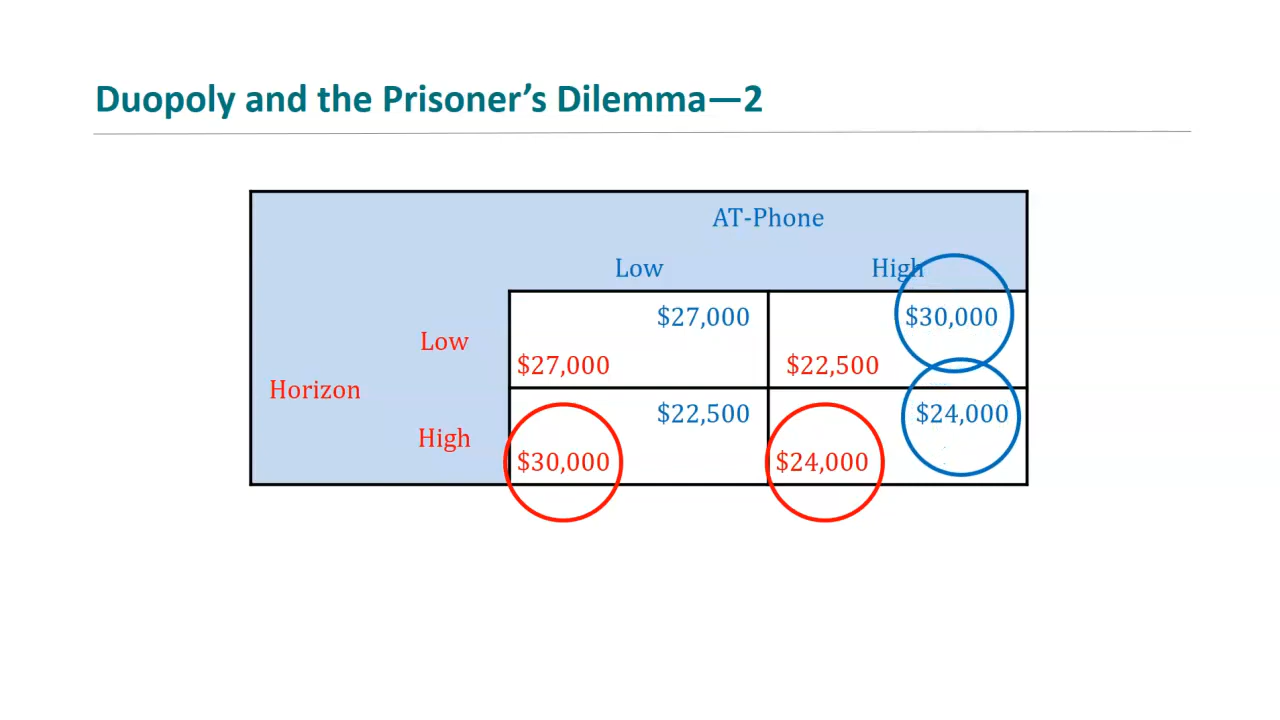 Duopoly and the Prisoner’s Dilemma—2
AT-Phone
Low High
$27,000 $30,000
Low
$27,000 $22,500
Horizon
$22,500 $24,000
High
$30,000 $24,000